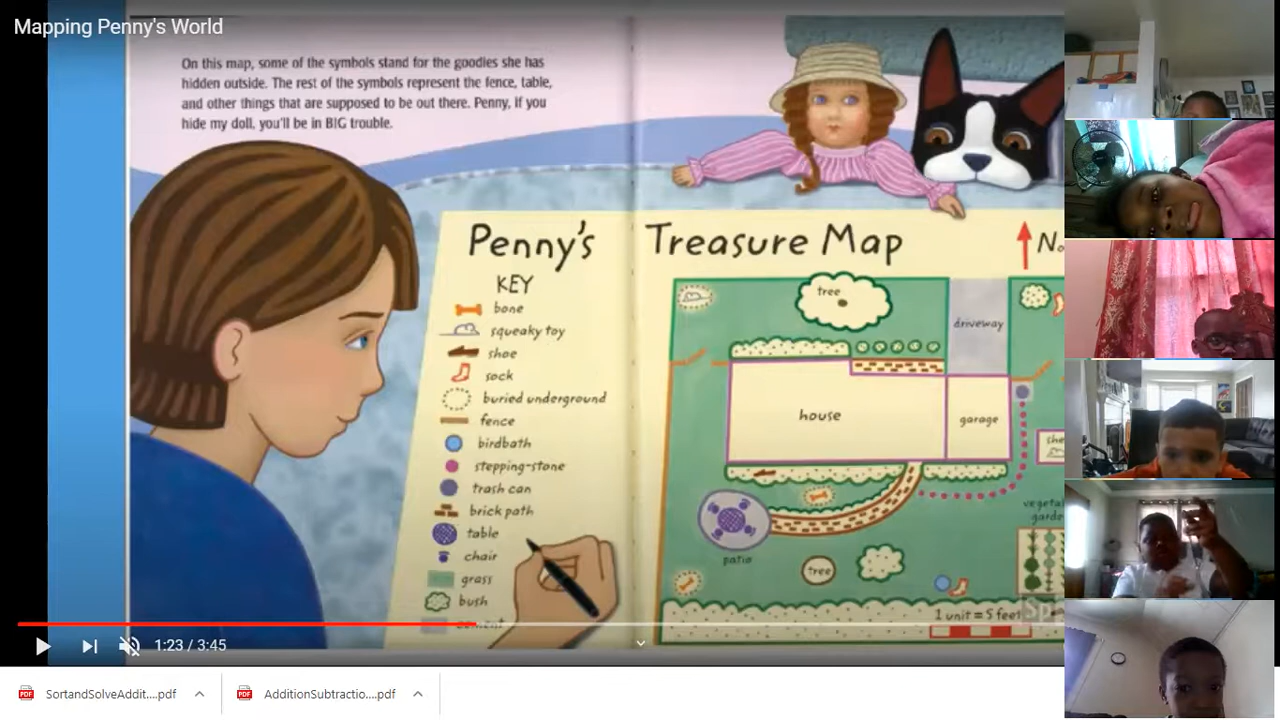 Mapping Penny's World
On this map, some of the symbols stand for the goodies she has
hidden outside. The rest of the symbols represent the fence, table,
and other things that are supposed to be out there. Penny, if you
hide my doll, you'll be in BIG trouble.
Penny's Treasure Map
KEY
bone
squeaky toy
shoe
sock
buried underground
fence
birdbath
stepping-stone
trash can
brick path
table
chair
grass
bush
cement
tree
driveway
house
garage
patio
tree
1 unit = 5 feet
1:23 / 3:45
SortandSolveAddit....pdf
AdditionSubtractio....pdf